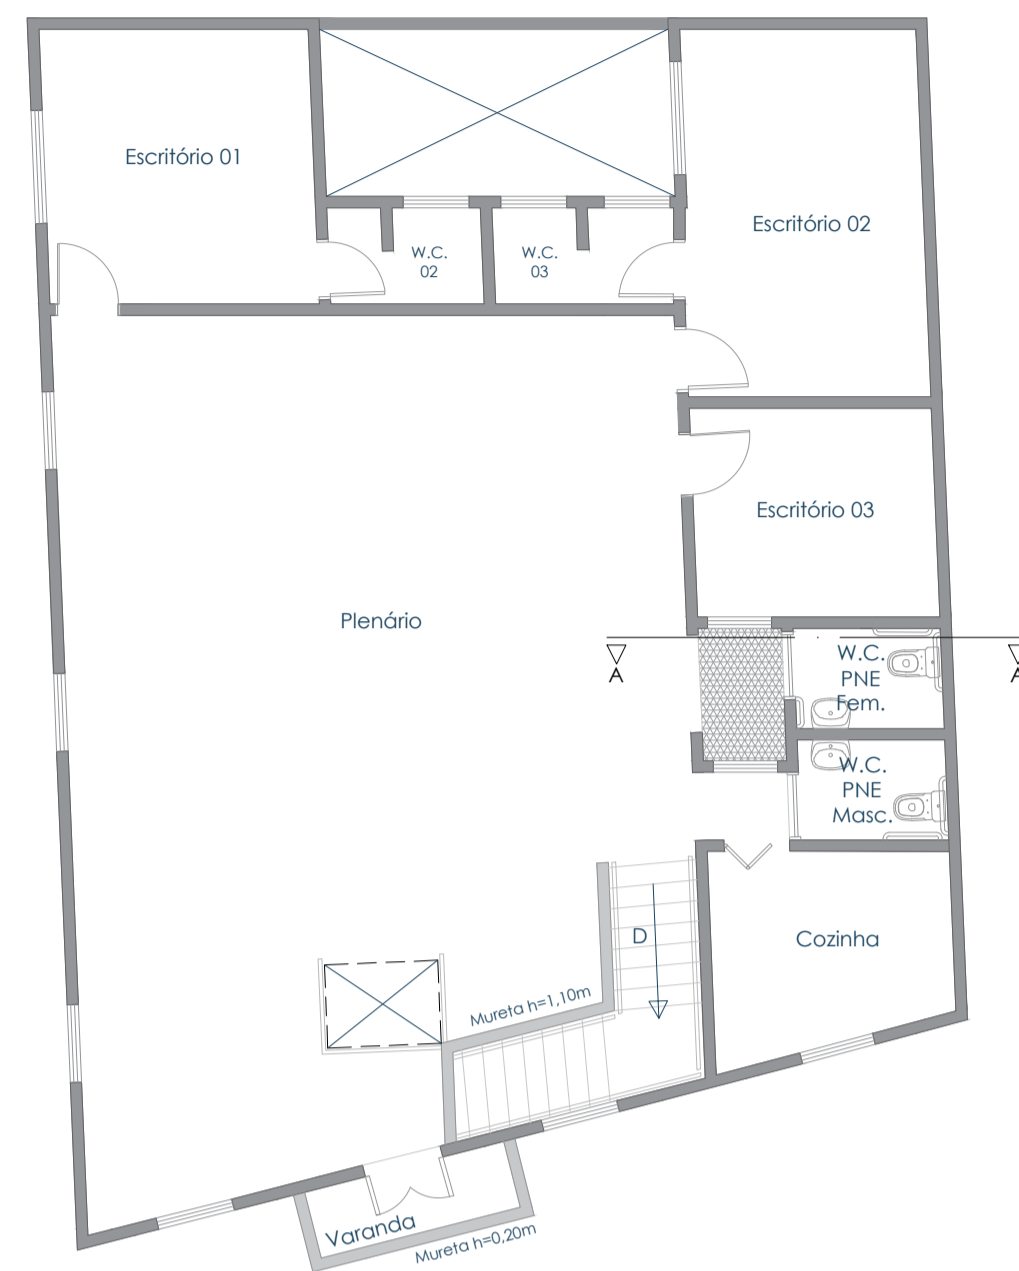 Escritório 01
Escritório 02
W.C.
02
W.C.
03
Escritório 03
Plenário
A
A
W.C.
PNE
Fem.
W.C.
PNE
Masc.
D
Cozinha
Mureta h=1,10m
Varanda
Mureta h=0,20m